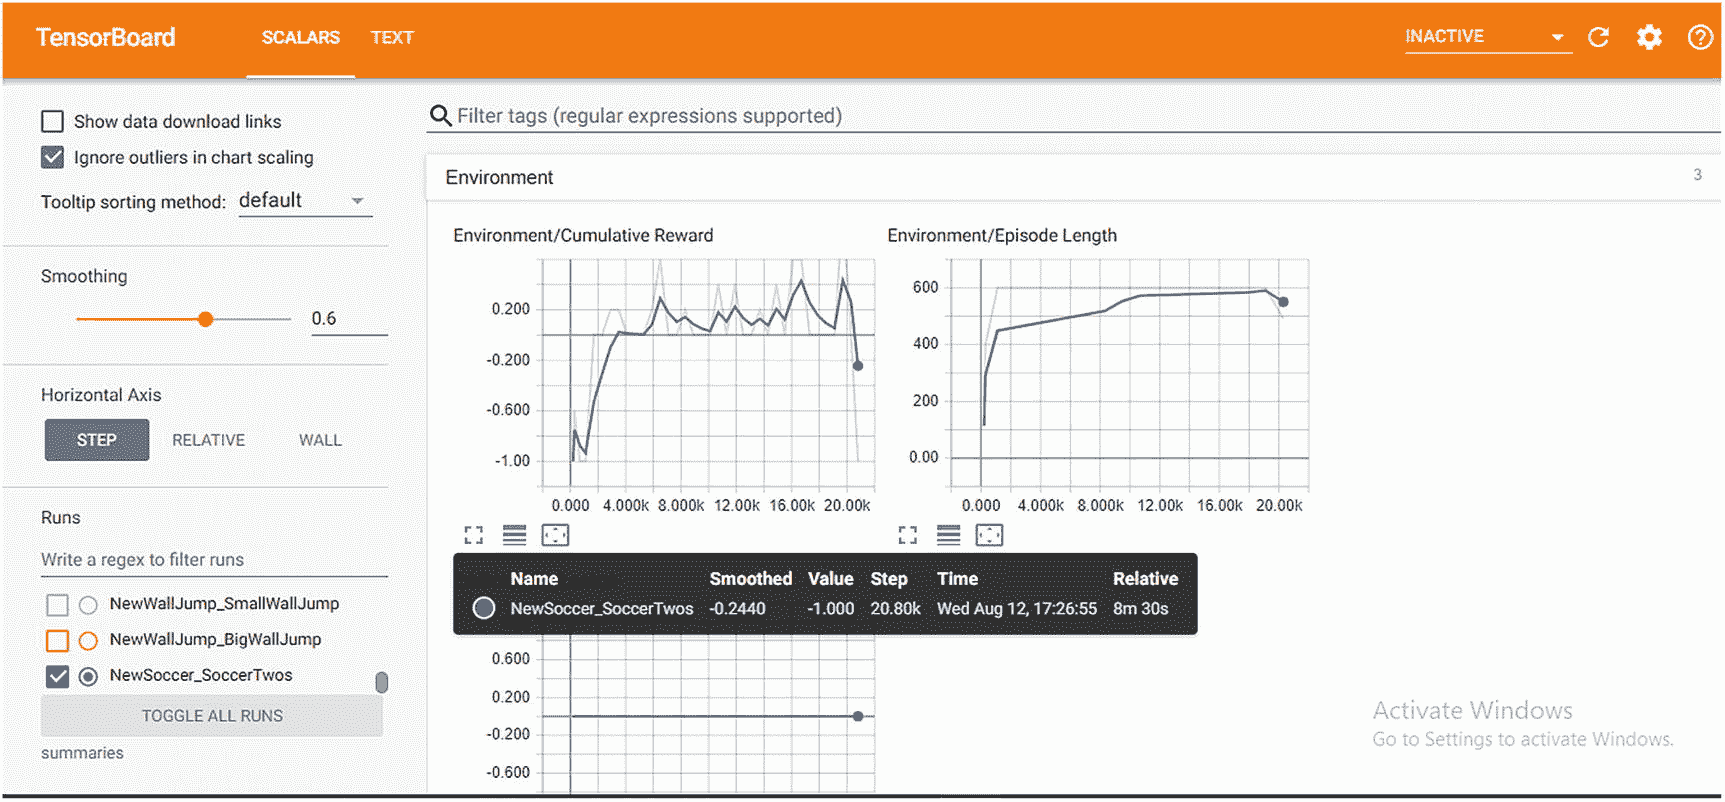 TensorBoard SCALARS TEXT INACTIVE
Show data download links
Ignore outliers in chart scaling
Tooltip sorting method: default
Smoothing
0.6
Horizontal Axis
STEP RELATIVE WALL
Runs
Write a regex to filter runs
NewWallJump_SmallWallJump
NewWallJump_BigWallJump
NewSoccer_SoccerTwos
TOGGLE ALL RUNS
summaries
Filter tags (regular expressions supported)
Environment 3
Environment/Cumulative Reward
0.200
-0.200
-0.600
-1.00
0.000 4.000k 8.000k 12.00k 16.00k 20.00k
Environment/Episode Length
600
400
200
0.00
0.000 4.000k 8.000k 12.00k 16.00k 20.00k
Name Smoothed Value Step Time Relative
NewSoccer_SoccerTwos -0.2440 -1.000 20.80k Wed Aug 12, 17:26:55 8m 30s
0.600
0.200
-0.200
-0.600
Activate Windows
Go to Settings to activate Windows.